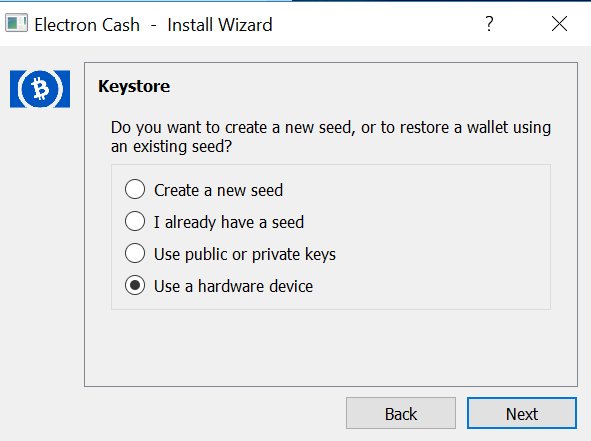 Electron Cash  -  Install Wizard
Keystore
Do you want to create a new seed, or to restore a wallet using
an existing seed?
Create a new seed
I already have a seed
Use public or private keys
Use a hardware device
Back
Next